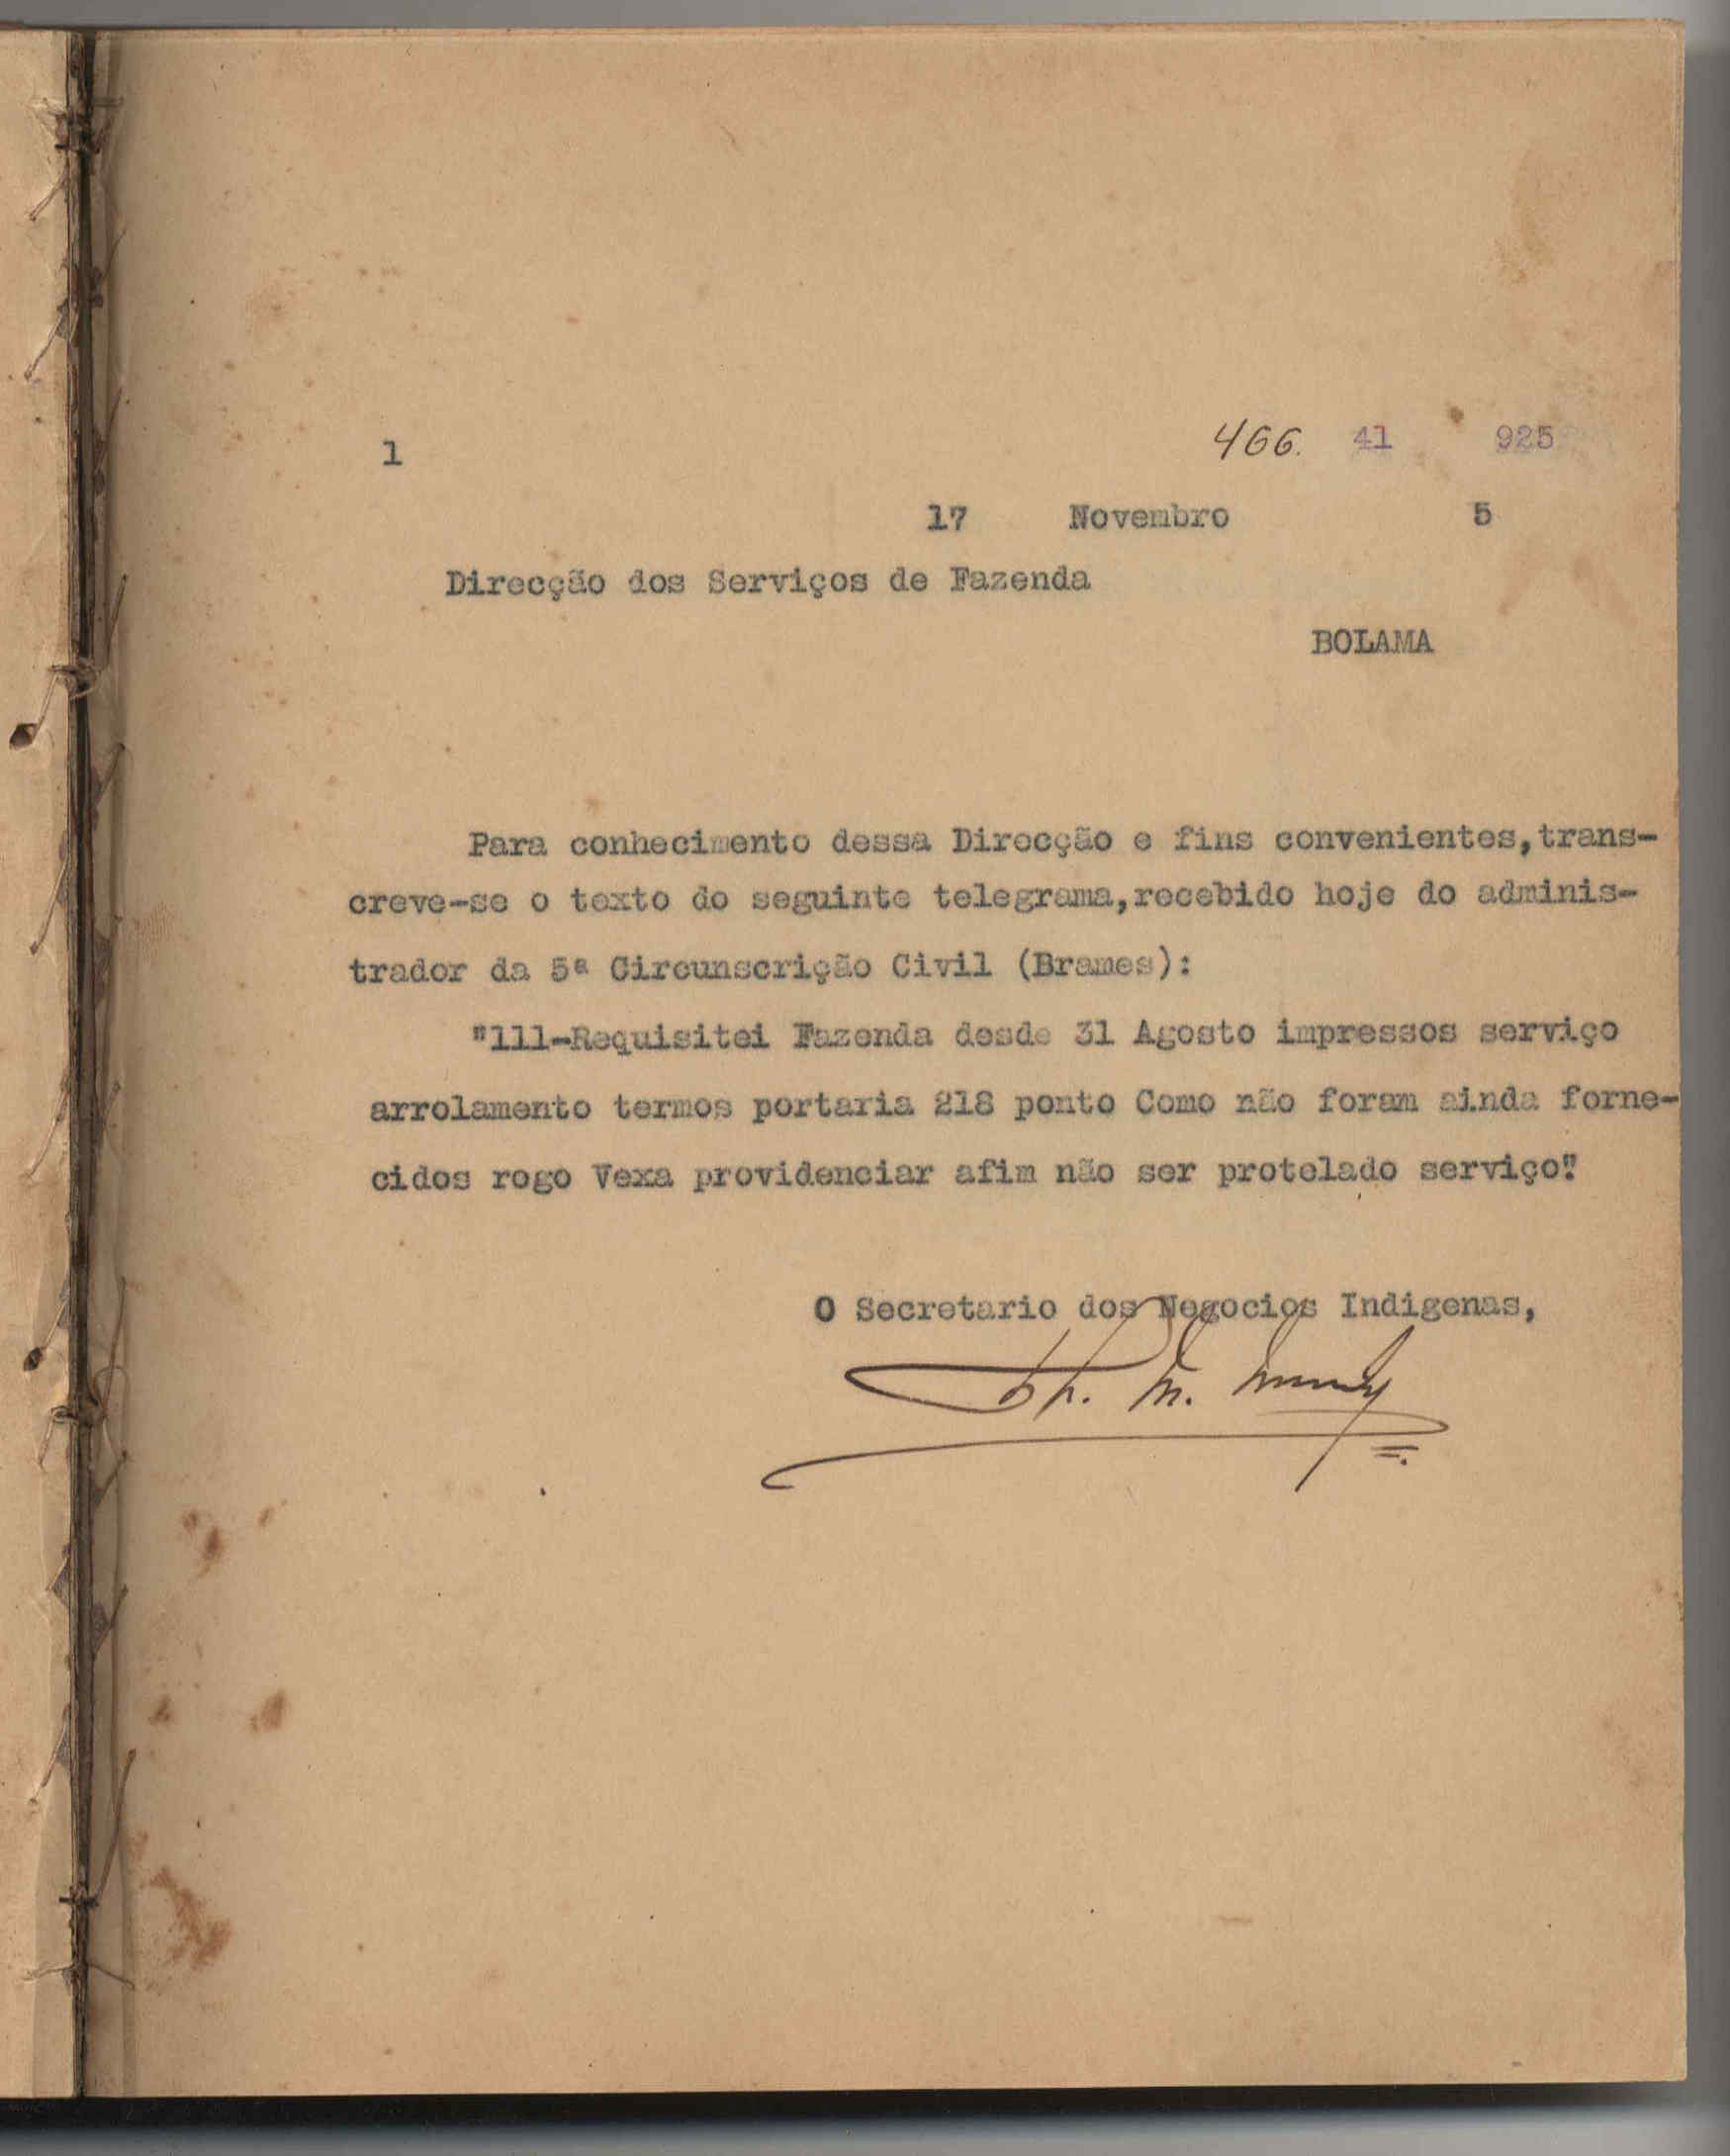 1 466. 41 925
17 Novembro 5
Direcção dos Serviços de Fazenda
BOLAMA
Para conhecimento dessa Direcção e fins convenientes,trans-
creve-se o texto do seguinte telegrama,recebido hoje do adminis-
trador da 5ª Circunscrição Civil (Brames):
"111-Requisitei Fazenda desde 31 Agosto impressos serviço
arrolamento termos portaria 218 ponto Como não foram ainda forne-
cidos rogo Vexa providenciar afim não ser protelado serviço".
O Secretario dos Negocios Indigenas,